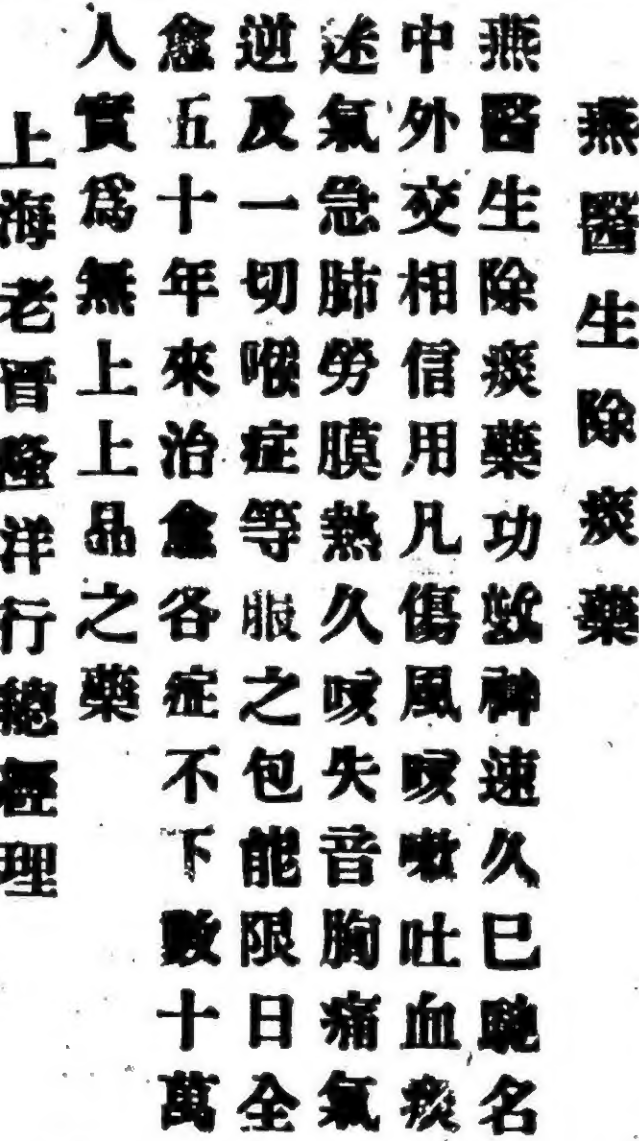 燕醫生除痰藥
燕醫生除痰藥功效神速久已馳名
中外交相信用凡傷風咳嗽吐血痰
迷氣急肺勞膜熱久咳失音胸痛氣
逆及一切喉症等服之包能限日全
愈五十年來治愈各症不下數十萬
人實爲無上上品之藥
上海老晋隆洋行總經理